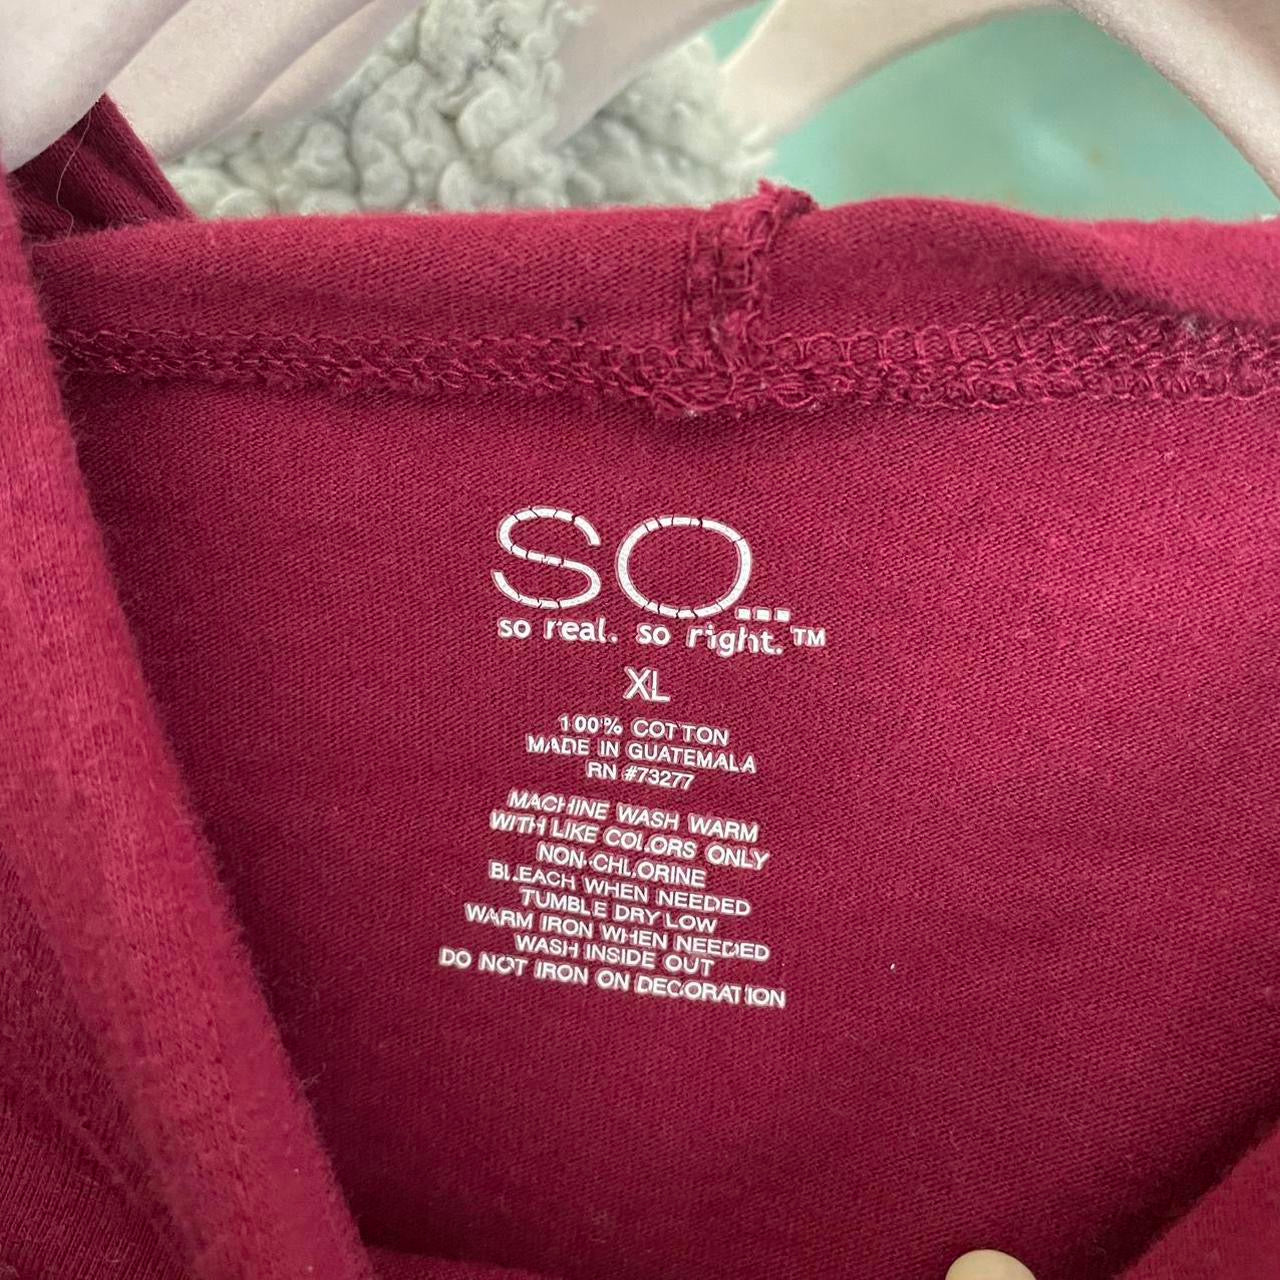 SO...
so real. so right.™
XL
100% COTTON
MADE IN GUATEMALA
RN #73277
MACHINE WASH WARM
WITH LIKE COLORS ONLY
NON-CHLORINE
BLEACH WHEN NEEDED
TUMBLE DRY LOW
WARM IRON WHEN NEEDED
WASH INSIDE OUT
DO NOT IRON ON DECORATION